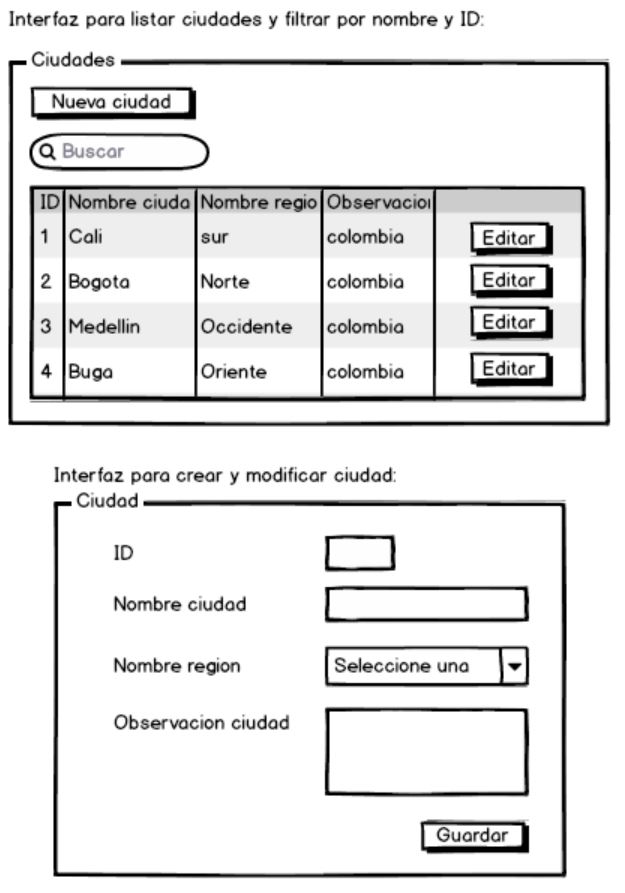 Interfaz para listar ciudades y filtrar por nombre y ID:
Ciudades
Nueva ciudad
Buscar
ID Nombre ciuda Nombre regio Observacion
1 Cali sur colombia Editar
2 Bogota Norte colombia Editar
3 Medellin Occidente colombia Editar
4 Buga Oriente colombia Editar
Interfaz para crear y modificar ciudad:
Ciudad
ID
Nombre ciudad
Nombre region Seleccione una
Observacion ciudad
Guardar